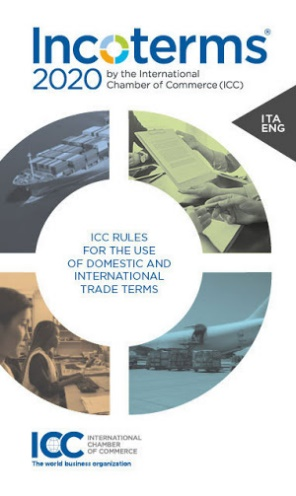 Incoterms®
2020 by the International
Chamber of Commerce (ICC)
ITA
ENG
ICC RULES
FOR THE USE
OF DOMESTIC AND
INTERNATIONAL
TRADE TERMS
ICC INTERNATIONAL
CHAMBER
OF COMMERCE
The world business organization